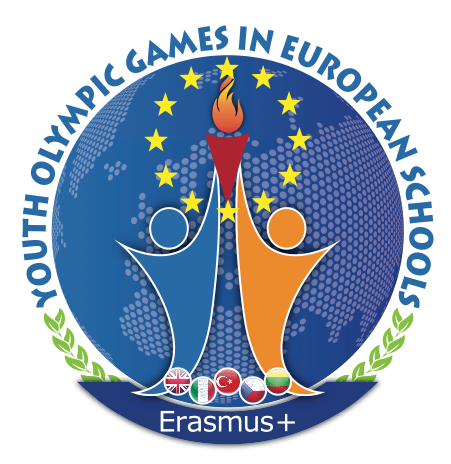 YOUTH OLYMPIC GAMES IN EUROPEAN SCHOOLS
Erasmus+